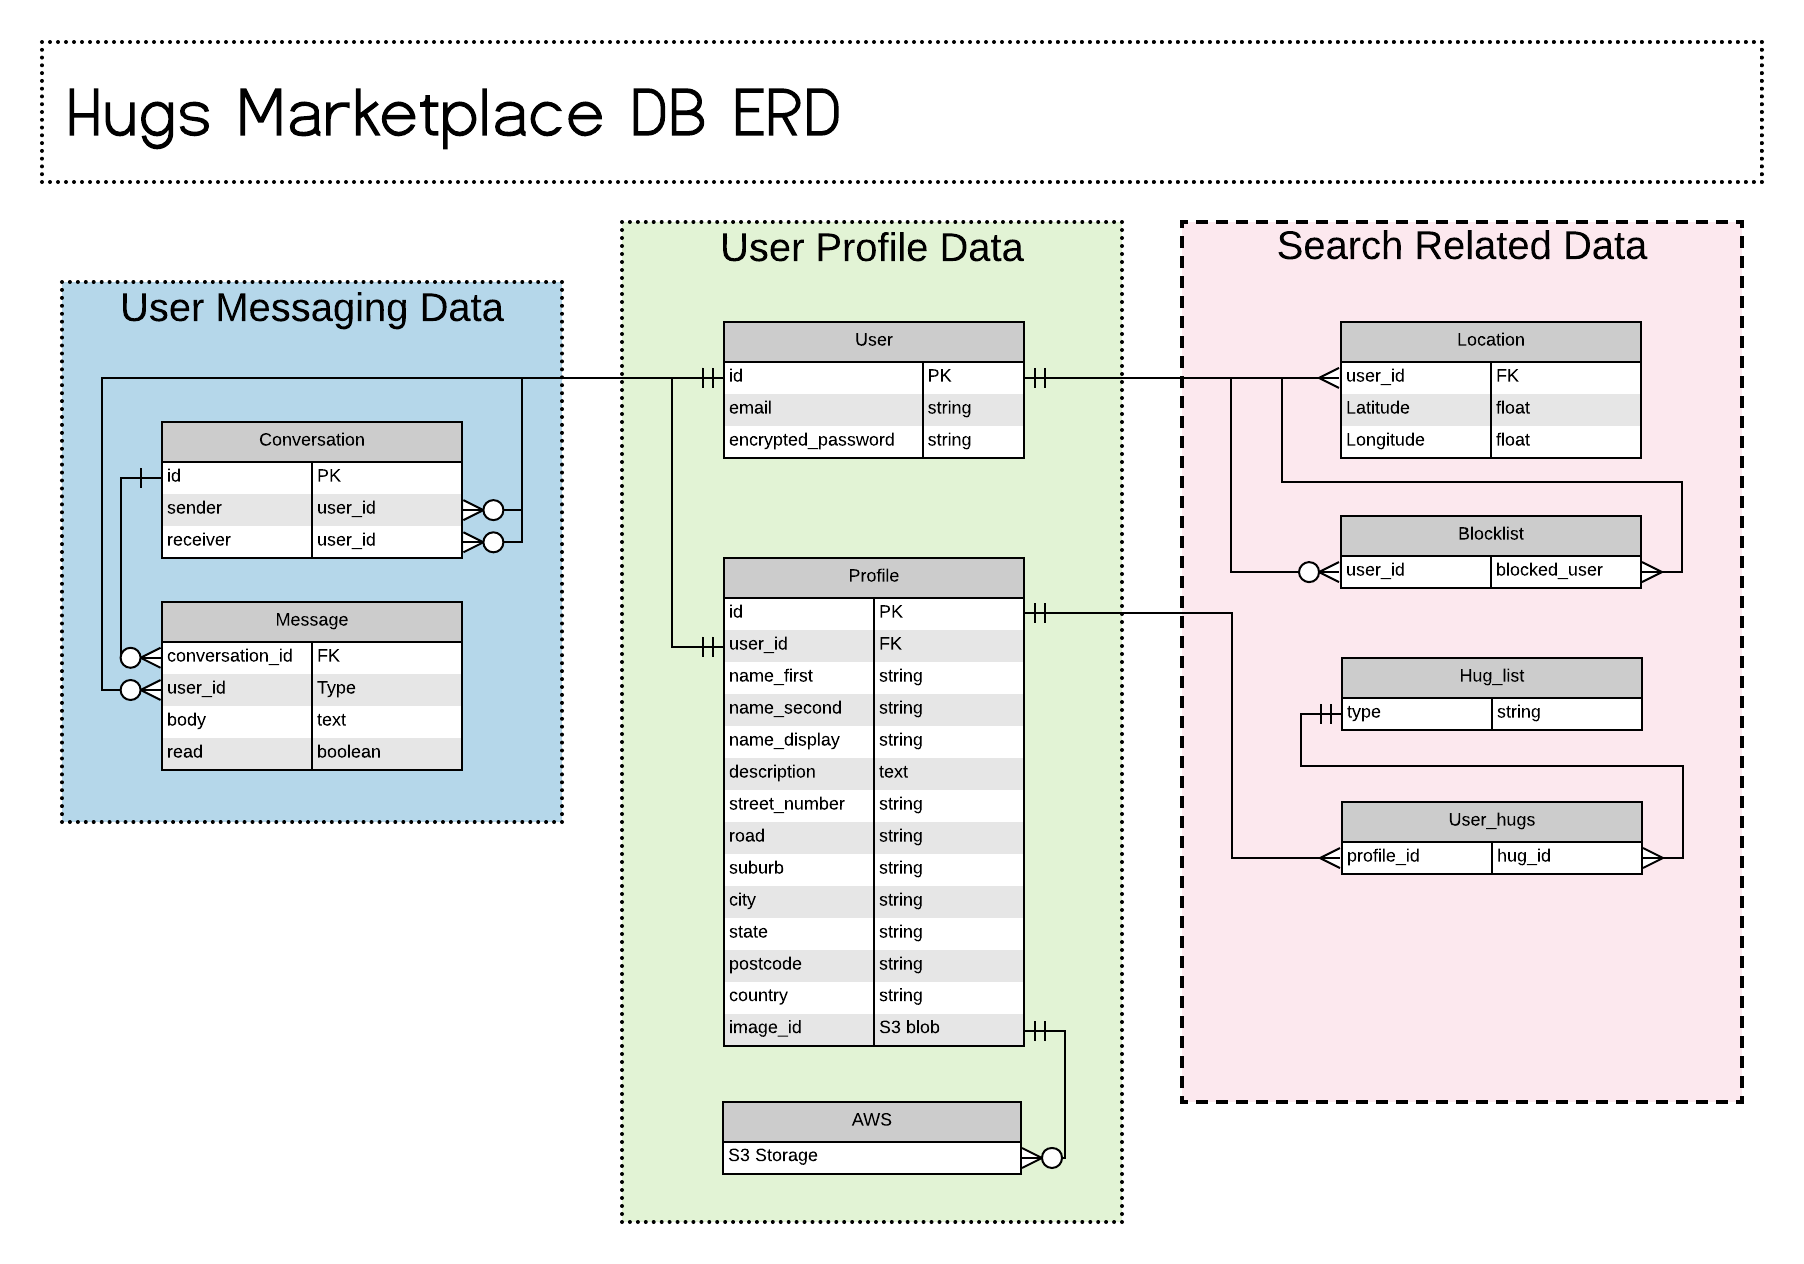 Hugs Marketplace DB ERD
User Messaging Data
Conversation
id PK
sender user_id
receiver user_id
Message
conversation_id FK
user_id Type
body text
read boolean
User Profile Data
User
id PK
email string
encrypted_password string
Profile
id PK
user_id FK
name_first string
name_second string
name_display string
description text
street_number string
road string
suburb string
city string
state string
postcode string
country string
image_id S3 blob
AWS
S3 Storage
Search Related Data
Location
user_id FK
Latitude float
Longitude float
Blocklist
user_id blocked_user
Hug_list
type string
User_hugs
profile_id hug_id